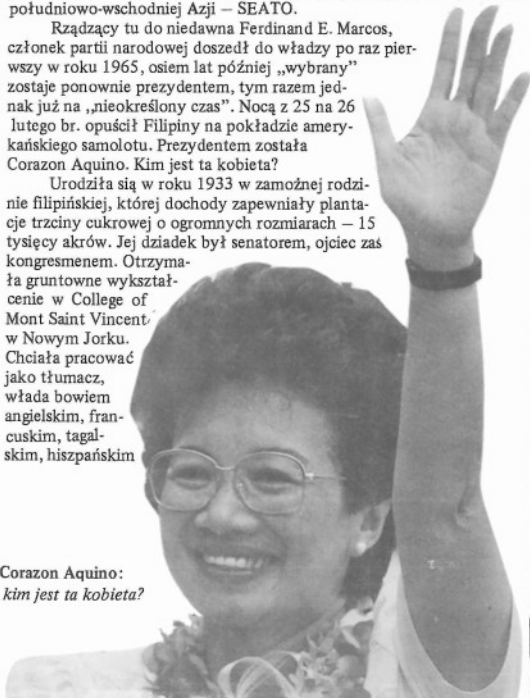 południowo-wschodniej Azji — SEATO.
Rządzący tu do niedawna Ferdinand E. Marcos,
członek partii narodowej doszedł do władzy po raz pier-
wszy w roku 1965, osiem lat później „wybrany”
zostaje ponownie prezydentem, tym razem jed-
nak już na „nieokreślony czas”. Nocą z 25 na 26
lutego br. opuścił Filipiny na pokładzie amery-
kańskiego samolotu. Prezydentem została
Corazon Aquino. Kim jest ta kobieta?
Urodziła sią w roku 1933 w zamożnej rodzi-
nie filipińskiej, której dochody zapewniały planta-
cje trzciny cukrowej o ogromnych rozmiarach — 15
tysięcy akrów. Jej dziadek był senatorem, ojciec zaś
kongresmenem. Otrzyma-
ła gruntowne wykształ-
cenie w College of
Mont Saint Vincent
w Nowym Jorku.
Chciała pracować
jako tłumacz,
włada bowiem
angielskim, fran-
cuskim, tagal-
skim, hiszpańskim
Corazon Aquino:
kim jest ta kobieta?